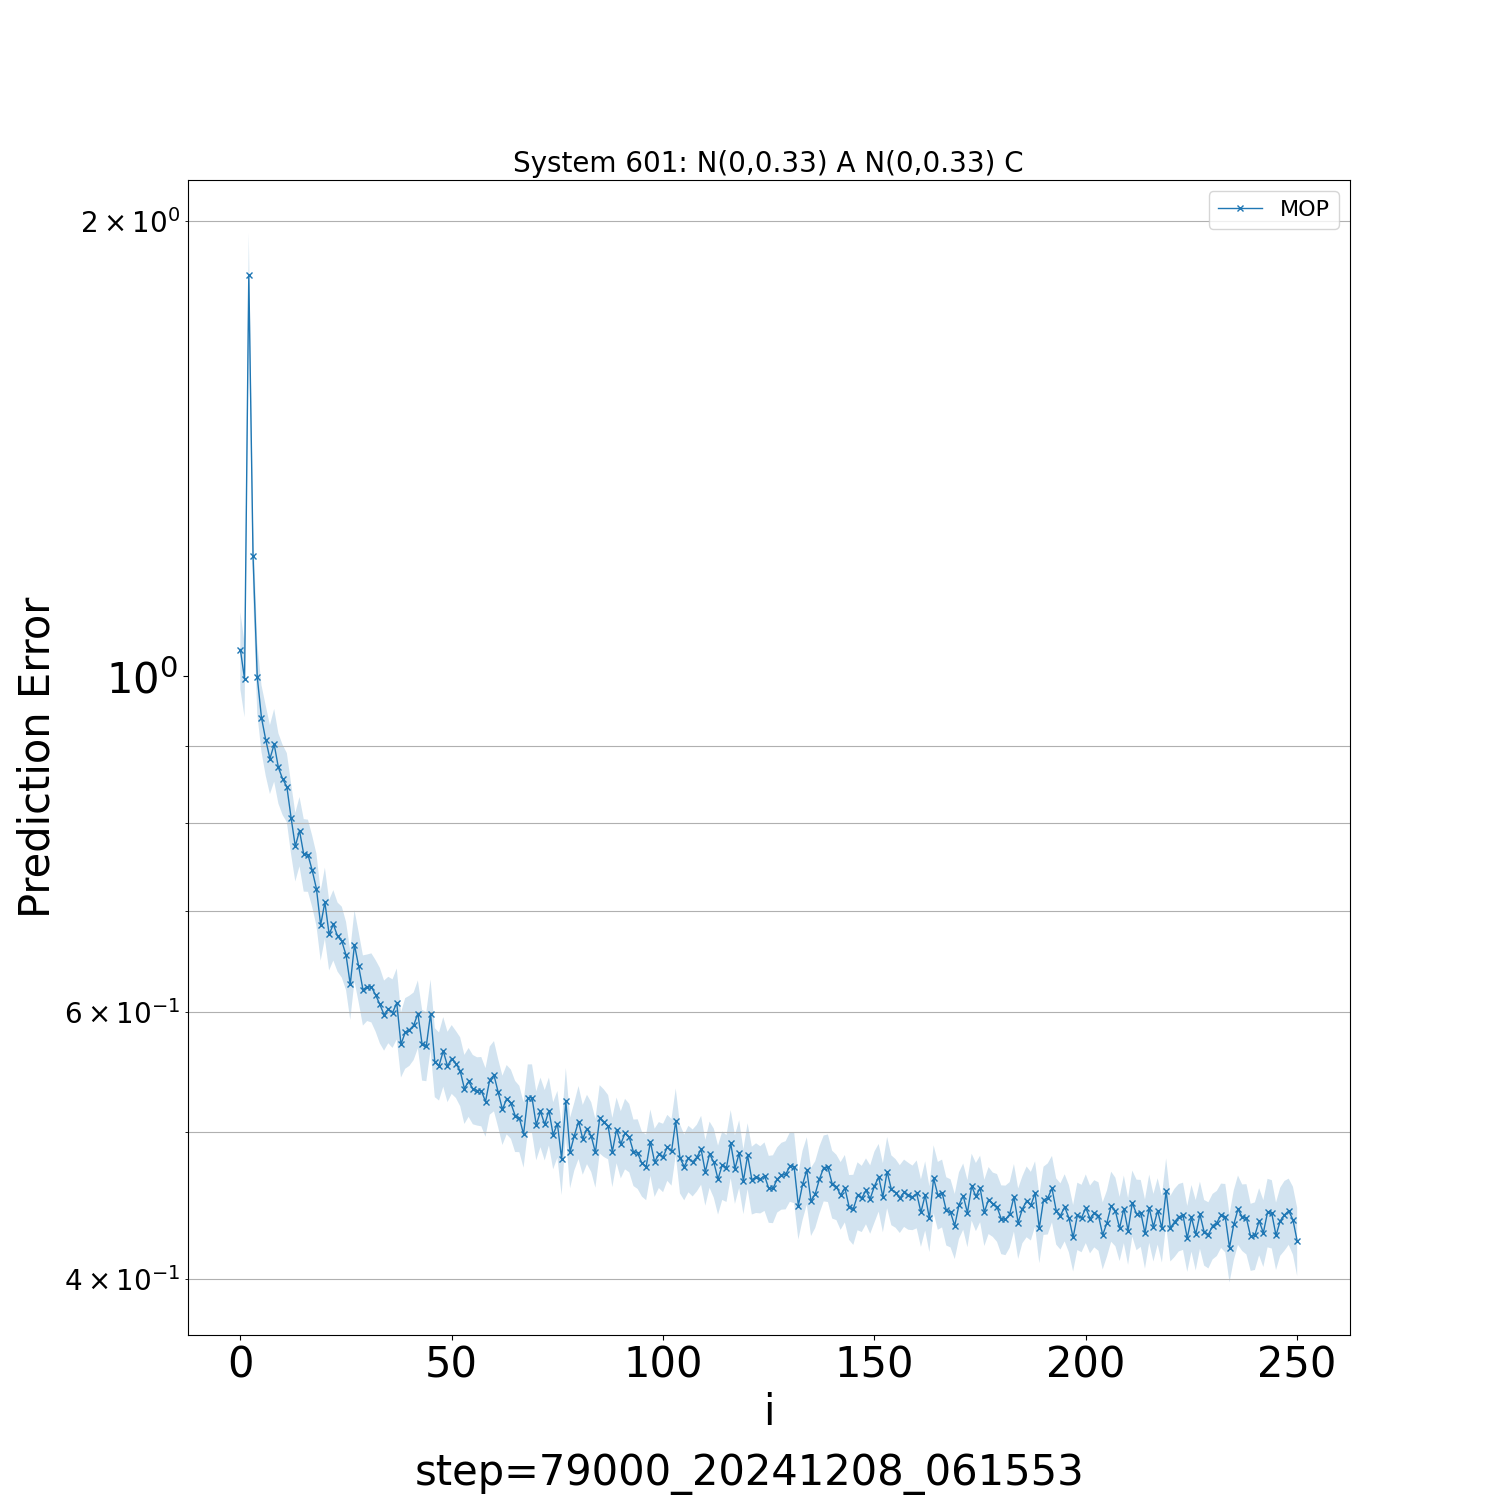 System 601: N(0,0.33) A N(0,0.33) C
MOP
2 × 10⁰
10⁰
6 × 10⁻¹
4 × 10⁻¹
Prediction Error
0 50 100 150 200 250
i
step=79000_20241208_061553